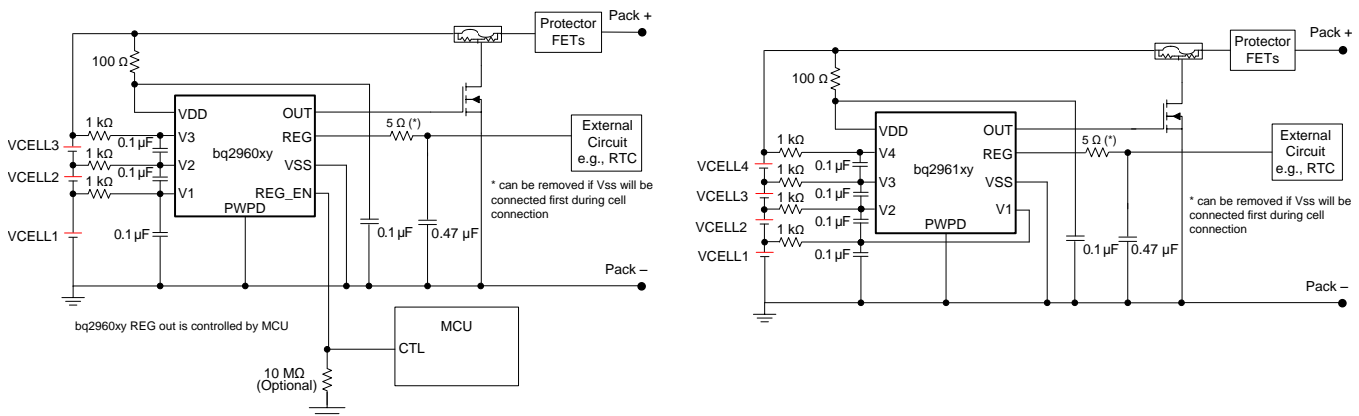 Pack +
Protector
FETs
100 Ω
VDD
OUT
1 kΩ
V3
0.1 µF
REG
5 Ω (*)
External
Circuit
e.g., RTC
VCELL3
1 kΩ
bq2960xy
V2
0.1 µF
VSS
VCELL2
1 kΩ
V1
REG_EN
PWPD
* can be removed if Vss will be
connected first during cell
connection
VCELL1
0.1 µF
0.1 µF
0.47 µF
Pack –
bq2960xy REG out is controlled by MCU
MCU
CTL
10 MΩ
(Optional)
Pack +
Protector
FETs
100 Ω
VDD
OUT
1 kΩ
V4
0.1 µF
REG
5 Ω (*)
External
Circuit
e.g., RTC
VCELL4
1 kΩ
bq2961xy
V3
0.1 µF
VSS
VCELL3
1 kΩ
V2
0.1 µF
V1
VCELL2
1 kΩ
PWPD
* can be removed if Vss will be
connected first during cell
connection
VCELL1
0.1 µF
0.1 µF
0.47 µF
Pack –